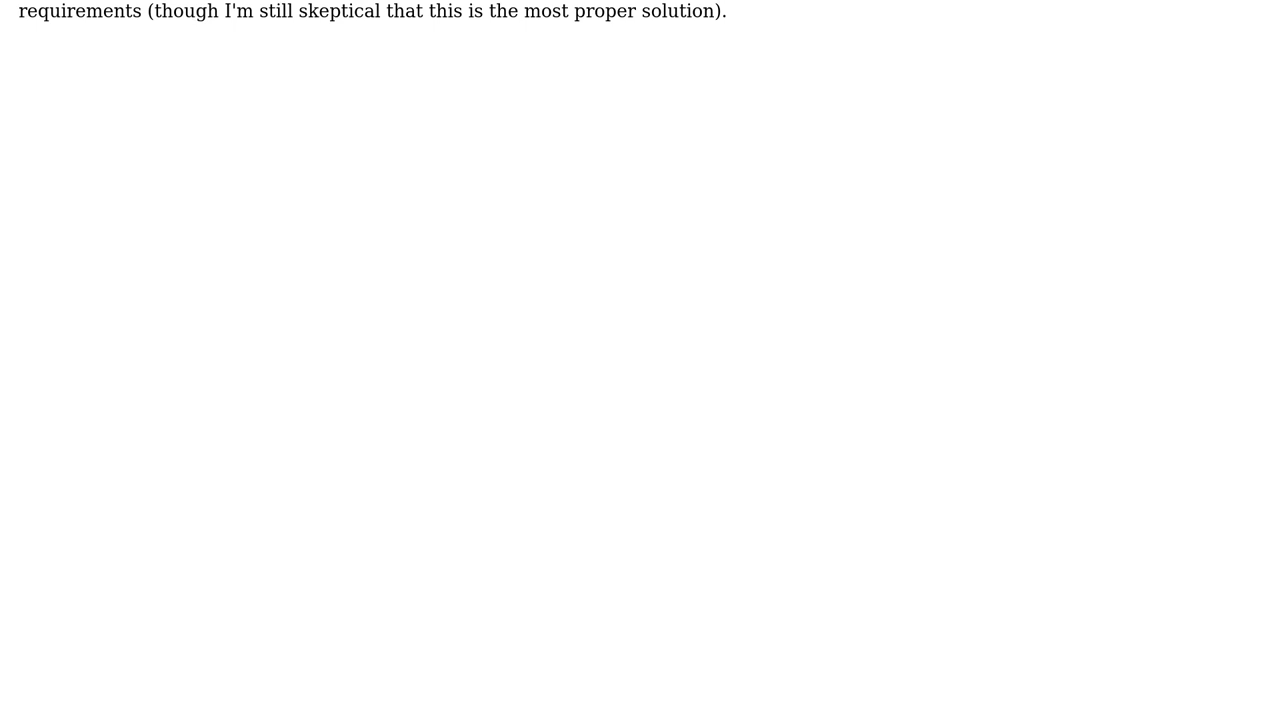 requirements (though I'm still skeptical that this is the most proper solution).